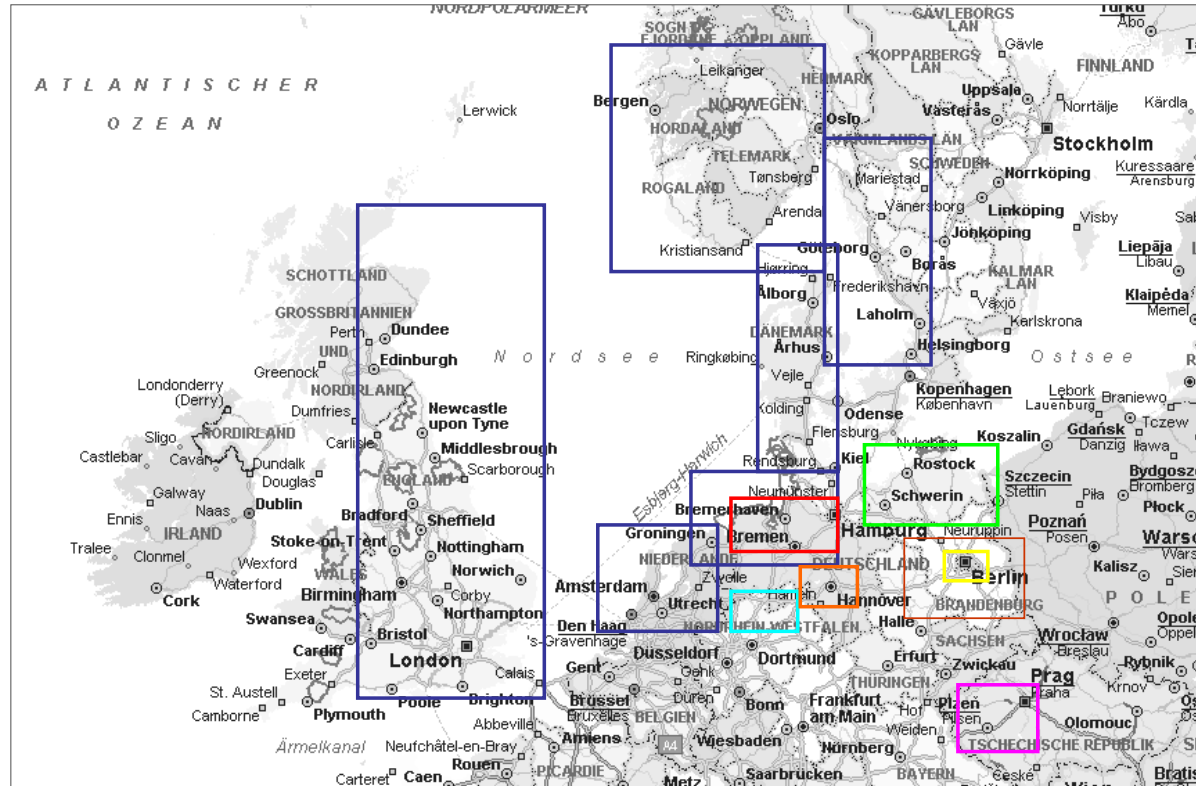 NORDPOLARMEER
SOGN
FJORDANE
OPPLAND
GÄVLEBORGS
LÄN
Turku
Åbo
Gävle
KOPPARBERGS
LÄN
FINNLAND
Leikanger
HERMARK
Uppsala
ATLANTISCHER
OZEAN
Lerwick
Bergen
NORWEGEN
Västerås
Norrtälje
Kärdla
HORDALAND
Oslo
VÄRMLANDS LÄN
Stockholm
TELEMARK
SCHWEDEN
Kuressaare
Arensburg
Tønsberg
Mariestad
Norrköping
ROGALAND
Vänersborg
Linköping
Arendal
Visby
Kristiansand
Göteborg
Jönköping
Borås
Liepāja
Libau
SCHOTTLAND
Hjørring
KALMAR
LÄN
Frederikshavn
Ålborg
Klaipėda
Memel
GROSSBRITANNIEN
Växjö
Laholm
Karlskrona
Perth
Dundee
DÄNEMARK
UND
Nordsee
Århus
Helsingborg
Ostsee
Edinburgh
Ringkøbing
Greenock
Vejle
Kopenhagen
København
NORDIRLAND
Londonderry
(Derry)
Kolding
Odense
Lębork
Lauenburg
Braniewo
Dumfries
Newcastle
upon Tyne
Gdańsk
Danzig
Tczew
Iława
Sligo
NORDIRLAND
Carlisle
Flensburg
Nykøbing
Koszalin
Castlebar
Cavan
Middlesbrough
Rendsburg
Kiel
Dundalk
Douglas
Scarborough
Rostock
Szczecin
Stettin
Bydgoszcz
Bromberg
ENGLAND
Neumünster
Galway
Naas
Dublin
Esbjerg-Harwich
Schwerin
Piła
Bradford
Sheffield
Bremerhaven
Płock
Ennis
IRLAND
Groningen
Hamburg
Neuruppin
Poznań
Posen
Tralee
Clonmel
Wexford
Waterford
Stoke-on-Trent
Nottingham
Bremen
NIEDERLANDE
DEUTSCHLAND
Kalisz
WALES
Norwich
Zwolle
Berlin
Cork
Birmingham
Corby
Amsterdam
Hameln
Hannover
BRANDENBURG
Northampton
Utrecht
Swansea
Den Haag
's-Gravenhage
NORDRHEIN-WESTFALEN
Halle
Bristol
SACHSEN
Wrocław
Breslau
Cardiff
London
Düsseldorf
Dortmund
Erfurt
Exeter
Calais
Gent
Genk
Zwickau
Prag
Praha
Rybnik
St. Austell
Düren
THÜRINGEN
Krnov
Camborne
Plymouth
Poole
Brighton
Brüssel
Bruxelles
Bonn
Frankfurt
am Main
Hof
Plzeň
Pilsen
Abbeville
BELGIEN
Weiden
Olomouc
Ärmelkanal
Neufchâtel-en-Bray
Amiens
A4
Wiesbaden
Nürnberg
TSCHECHISCHE REPUBLIK
Rouen
Carteret
Caen
PICARDIE
Metz
Saarbrücken
BAYERN
České